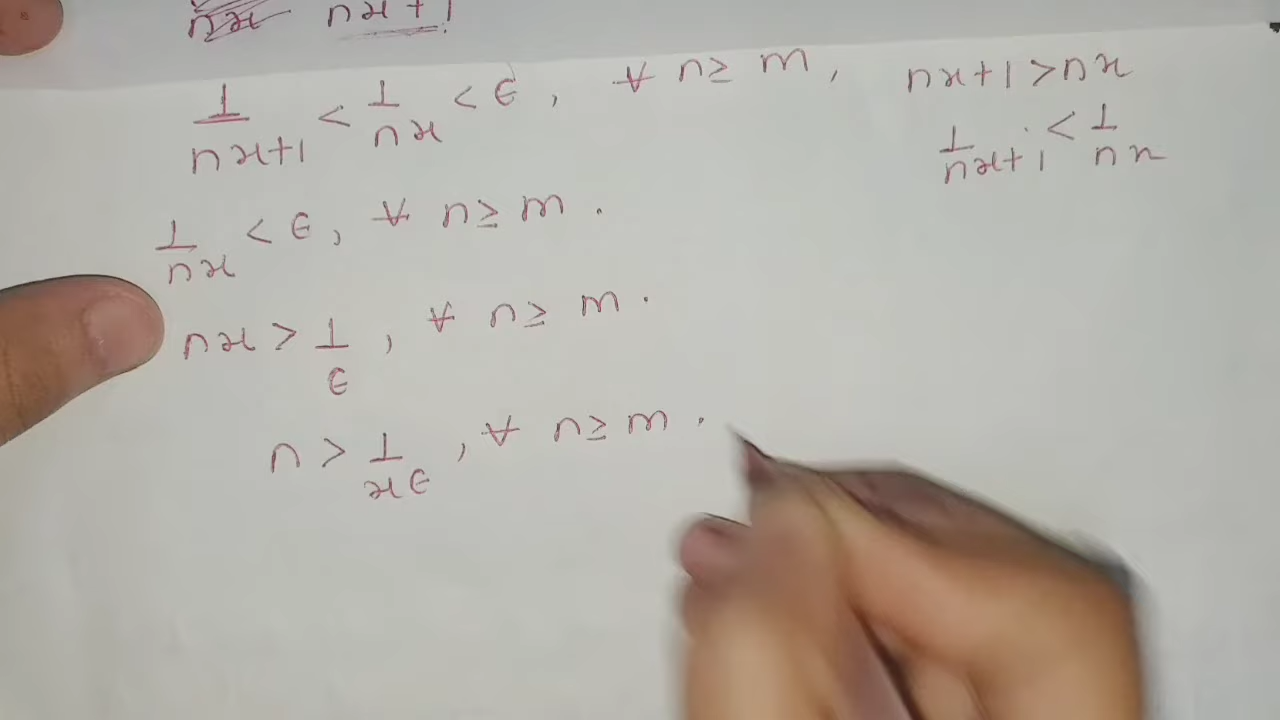 nx nx+1
1/(nx+1) < 1/(nx) < ϵ, ∀ n ≥ m, nx+1 > nx
1/(nx+1) < 1/(nx)
1/(nx) < ϵ, ∀ n ≥ m.
nx > 1/ϵ, ∀ n ≥ m.
n > 1/(xϵ), ∀ n ≥ m.